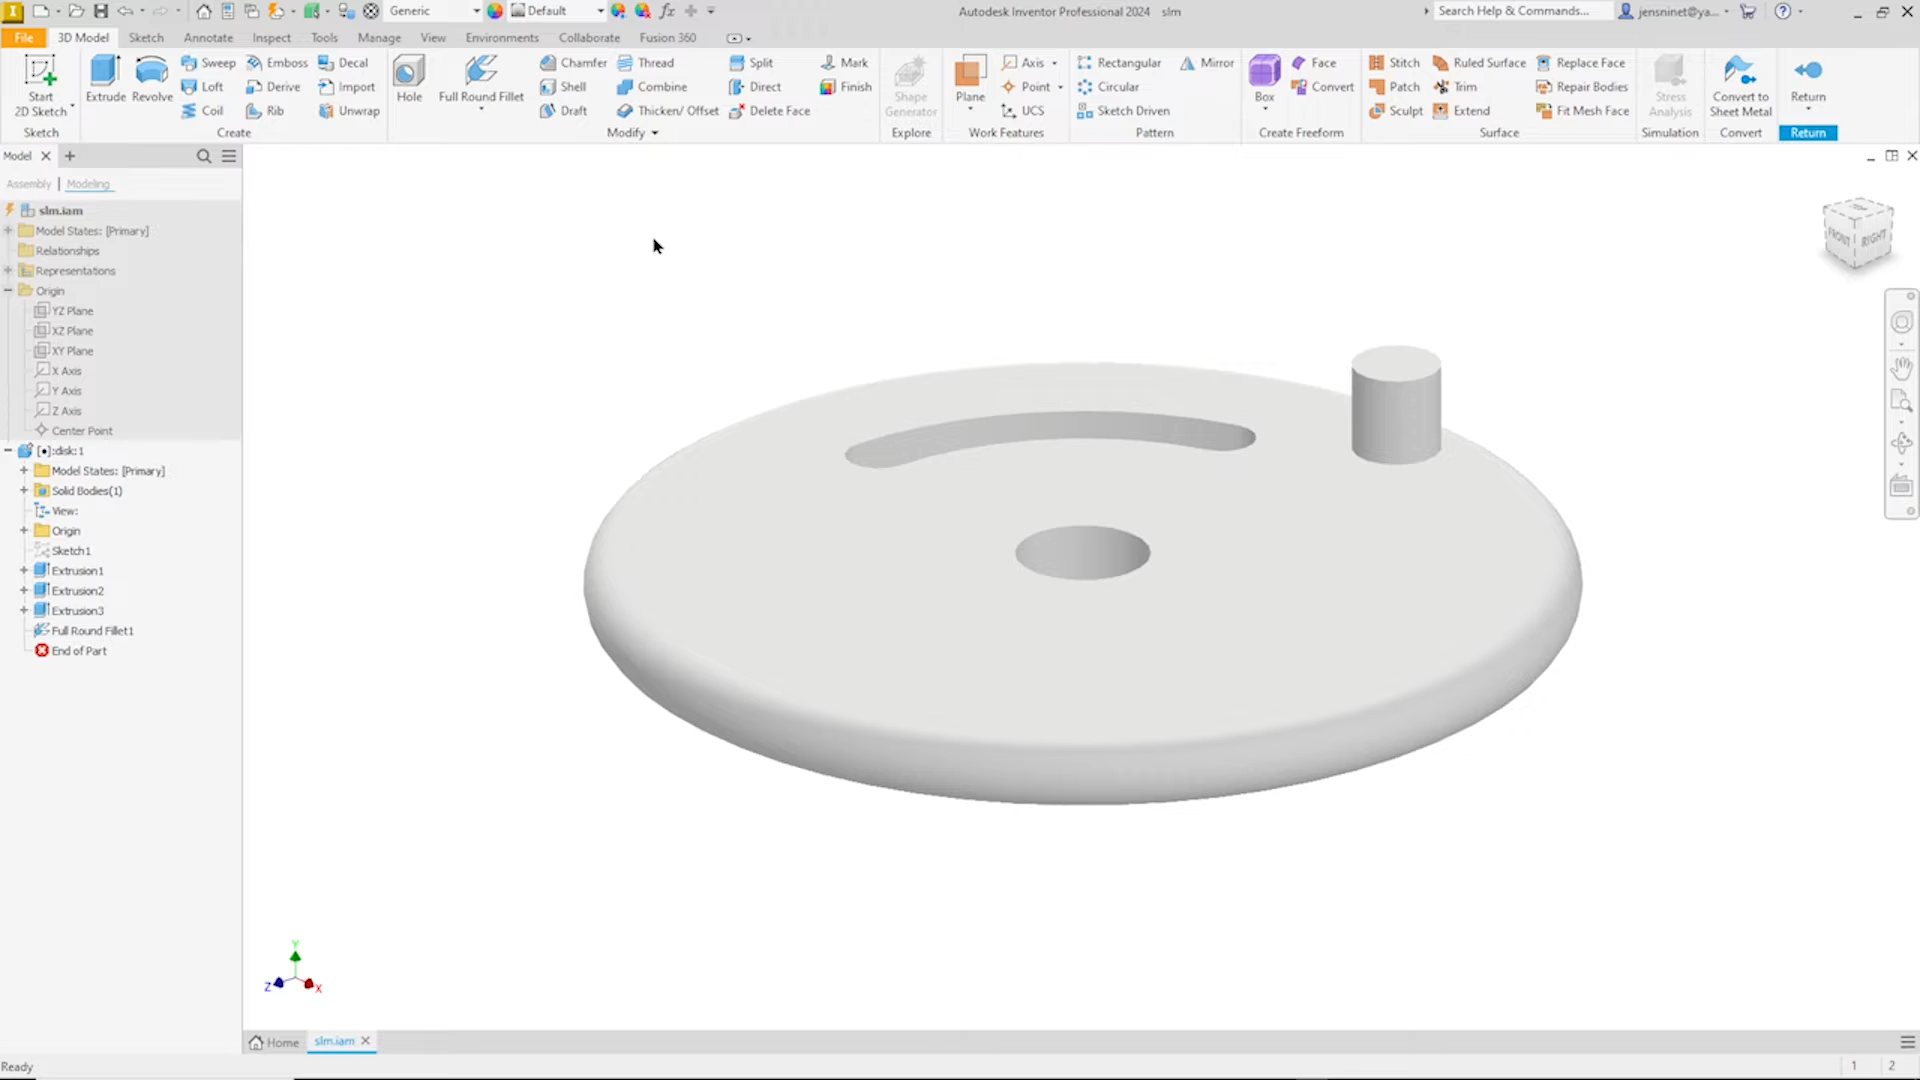 Generic
Default
fx
Autodesk Inventor Professional 2024 slm
Search Help & Commands...
jensninet@ya...
File
3D Model
Sketch
Annotate
Inspect
Tools
Manage
View
Environments
Collaborate
Fusion 360
Start
2D Sketch
Sketch
Extrude
Revolve
Sweep
Loft
Coil
Emboss
Derive
Rib
Decal
Import
Unwrap
Create
Hole
Full Round Fillet
Chamfer
Shell
Draft
Thread
Combine
Thicken/ Offset
Split
Direct
Delete Face
Mark
Finish
Modify
Shape
Generator
Explore
Plane
Axis
Point
UCS
Work Features
Rectangular
Circular
Sketch Driven
Mirror
Pattern
Box
Face
Convert
Create Freeform
Stitch
Patch
Sculpt
Ruled Surface
Trim
Extend
Replace Face
Repair Bodies
Fit Mesh Face
Surface
Stress
Analysis
Simulation
Convert to
Sheet Metal
Convert
Return
Return
Model
Assembly | Modeling
slm.iam
Model States: [Primary]
Relationships
Representations
Origin
YZ Plane
XZ Plane
XY Plane
X Axis
Y Axis
Z Axis
Center Point
[•]:disk:1
Model States: [Primary]
Solid Bodies(1)
View:
Origin
Sketch1
Extrusion1
Extrusion2
Extrusion3
Full Round Fillet1
End of Part
FRONT
RIGHT
Y
Z
X
Home
slm.iam
Ready
1
2